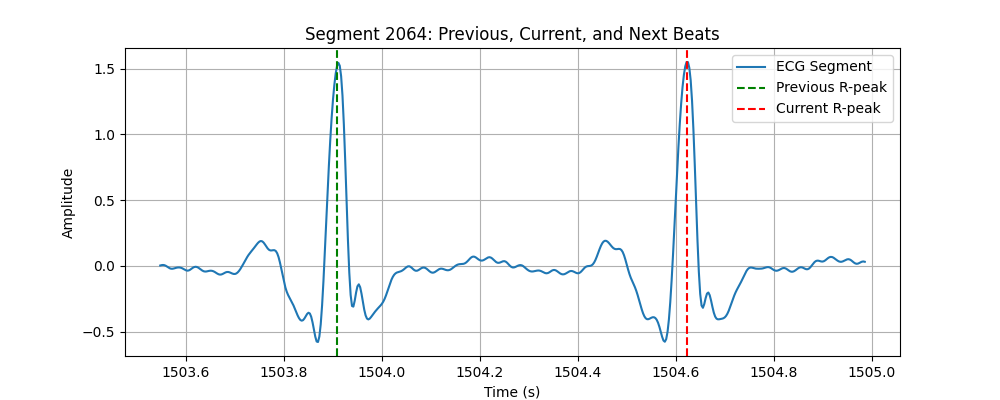 Segment 2064: Previous, Current, and Next Beats
ECG Segment
Previous R-peak
Current R-peak
1.5
1.0
0.5
0.0
−0.5
Amplitude
1503.6 1503.8 1504.0 1504.2 1504.4 1504.6 1504.8 1505.0
Time (s)